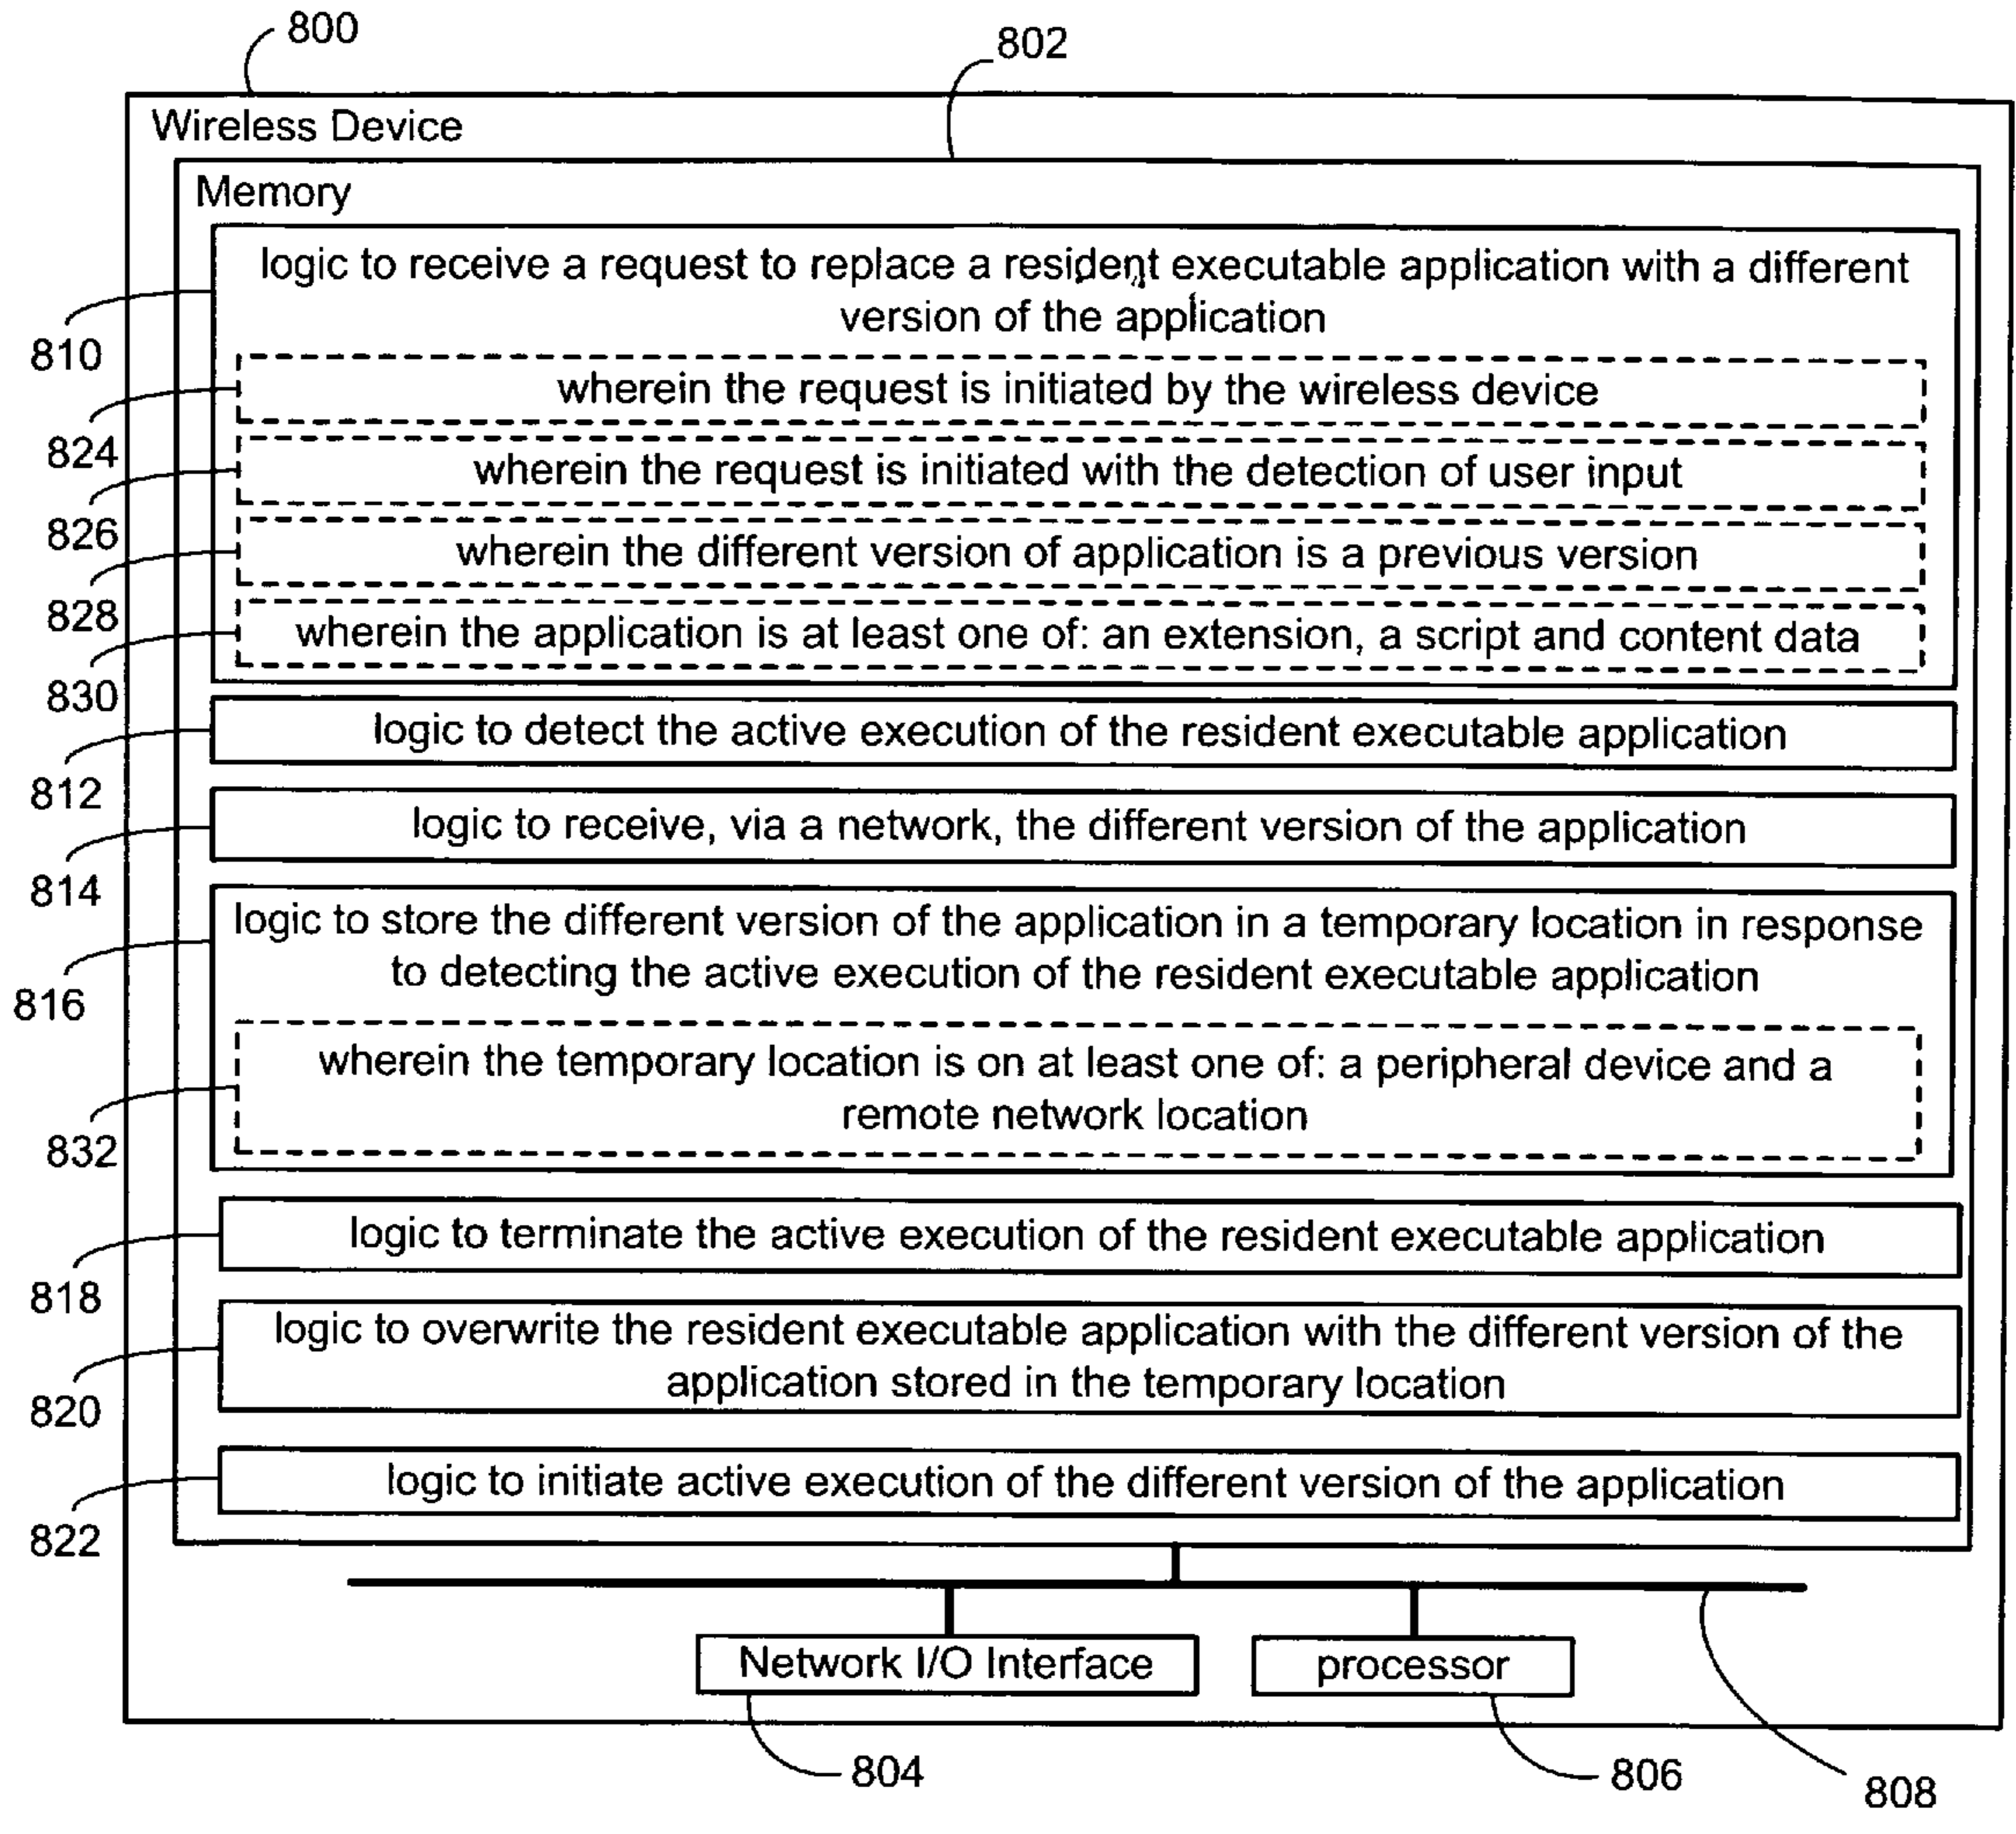 800
802
Wireless Device
Memory
logic to receive a request to replace a resident executable application with a different
version of the application
810
wherein the request is initiated by the wireless device
824
wherein the request is initiated with the detection of user input
826
wherein the different version of application is a previous version
828
wherein the application is at least one of: an extension, a script and content data
830
logic to detect the active execution of the resident executable application
812
logic to receive, via a network, the different version of the application
814
logic to store the different version of the application in a temporary location in response
to detecting the active execution of the resident executable application
816
wherein the temporary location is on at least one of: a peripheral device and a
remote network location
832
logic to terminate the active execution of the resident executable application
818
logic to overwrite the resident executable application with the different version of the
application stored in the temporary location
820
logic to initiate active execution of the different version of the application
822
Network I/O Interface
processor
804
806
808